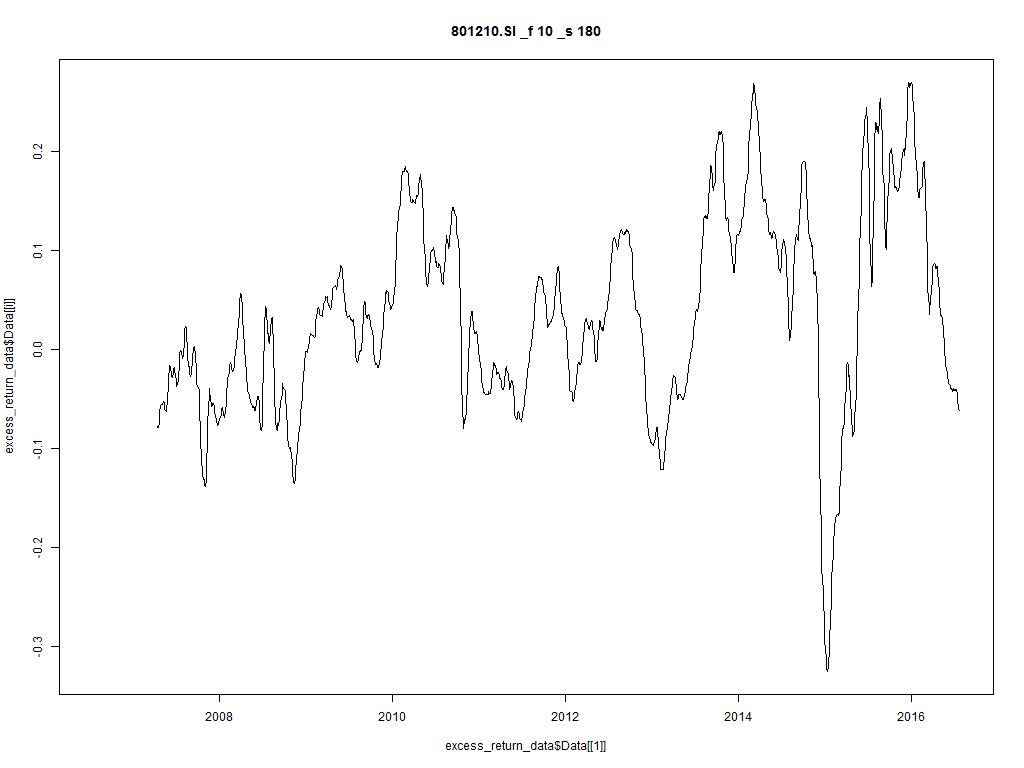 801210.SI _f 10 _s 180
excess_return_data$Data[[i]]
0.2
0.1
0.0
-0.1
-0.2
-0.3
2008 2010 2012 2014 2016
excess_return_data$Data[[1]]